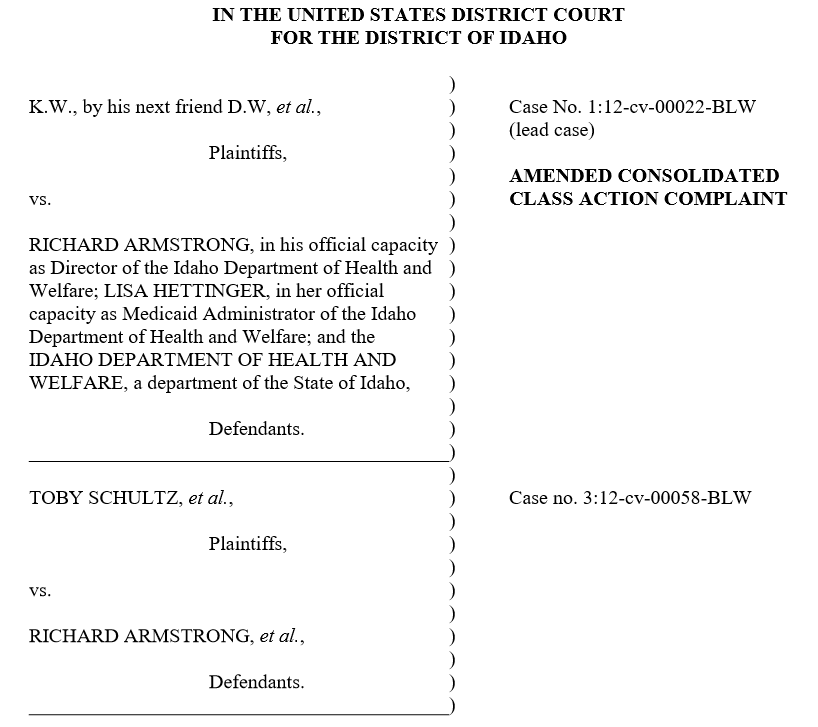 IN THE UNITED STATES DISTRICT COURT
FOR THE DISTRICT OF IDAHO
)
K.W., by his next friend D.W, et al., ) Case No. 1:12-cv-00022-BLW
) (lead case)
Plaintiffs, )
) AMENDED CONSOLIDATED
vs. ) CLASS ACTION COMPLAINT
)
RICHARD ARMSTRONG, in his official capacity )
as Director of the Idaho Department of Health and )
Welfare; LISA HETTINGER, in her official )
capacity as Medicaid Administrator of the Idaho )
Department of Health and Welfare; and the )
IDAHO DEPARTMENT OF HEALTH AND )
WELFARE, a department of the State of Idaho, )
)
Defendants. )
)
)
TOBY SCHULTZ, et al., ) Case no. 3:12-cv-00058-BLW
)
Plaintiffs, )
)
vs. )
)
RICHARD ARMSTRONG, et al., )
)
Defendants. )
)